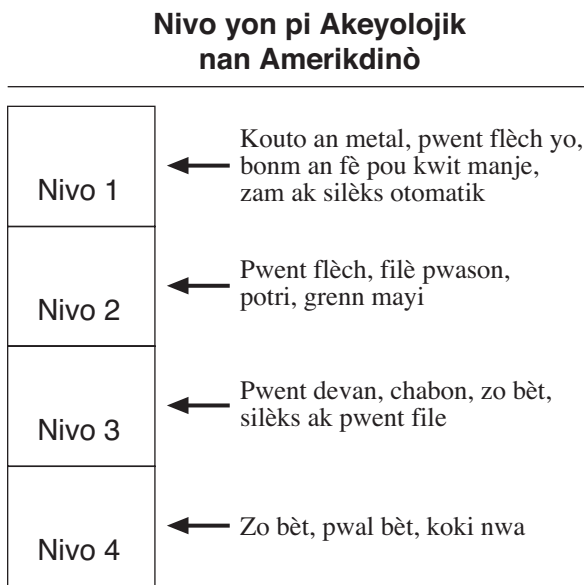 Nivo yon pi Akeyolojik
nan Amerikdinò
Nivo 1
Kouto an metal, pwent flèch yo,
bonm an fè pou kwit manje,
zam ak silèks otomatik
Nivo 2
Pwent flèch, filè pwason,
potri, grenn mayi
Nivo 3
Pwent devan, chabon, zo bèt,
silèks ak pwent file
Nivo 4
Zo bèt, pwal bèt, koki nwa